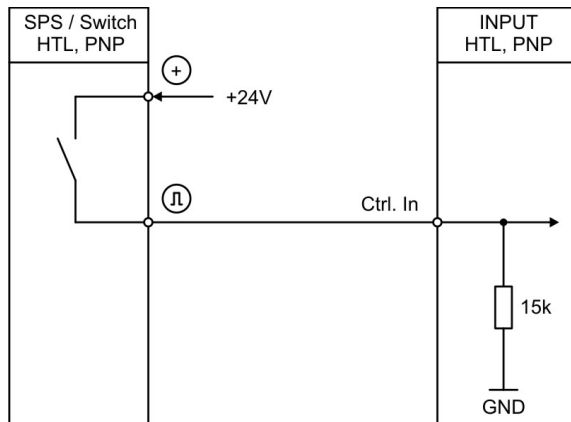 SPS / Switch
HTL, PNP
INPUT
HTL, PNP
+
+24V
Ctrl. In
15k
GND